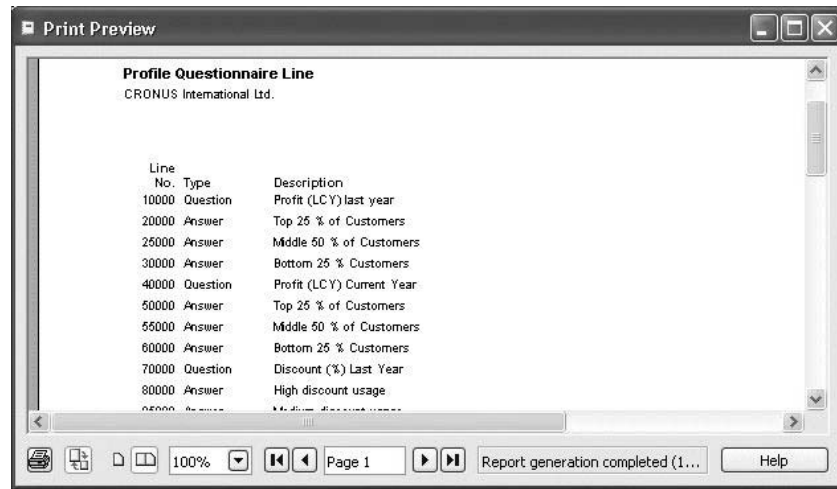 Print Preview
Profile Questionnaire Line
CRONUS International Ltd.
Line
No. Type Description
10000 Question Profit (LCY) last year
20000 Answer Top 25 % of Customers
25000 Answer Middle 50 % of Customers
30000 Answer Bottom 25 % Customers
40000 Question Profit (LCY) Current Year
50000 Answer Top 25 % of Customers
55000 Answer Middle 50 % of Customers
60000 Answer Bottom 25 % Customers
70000 Question Discount (%) Last Year
80000 Answer High discount usage
100% Page 1 Report generation completed (1... Help